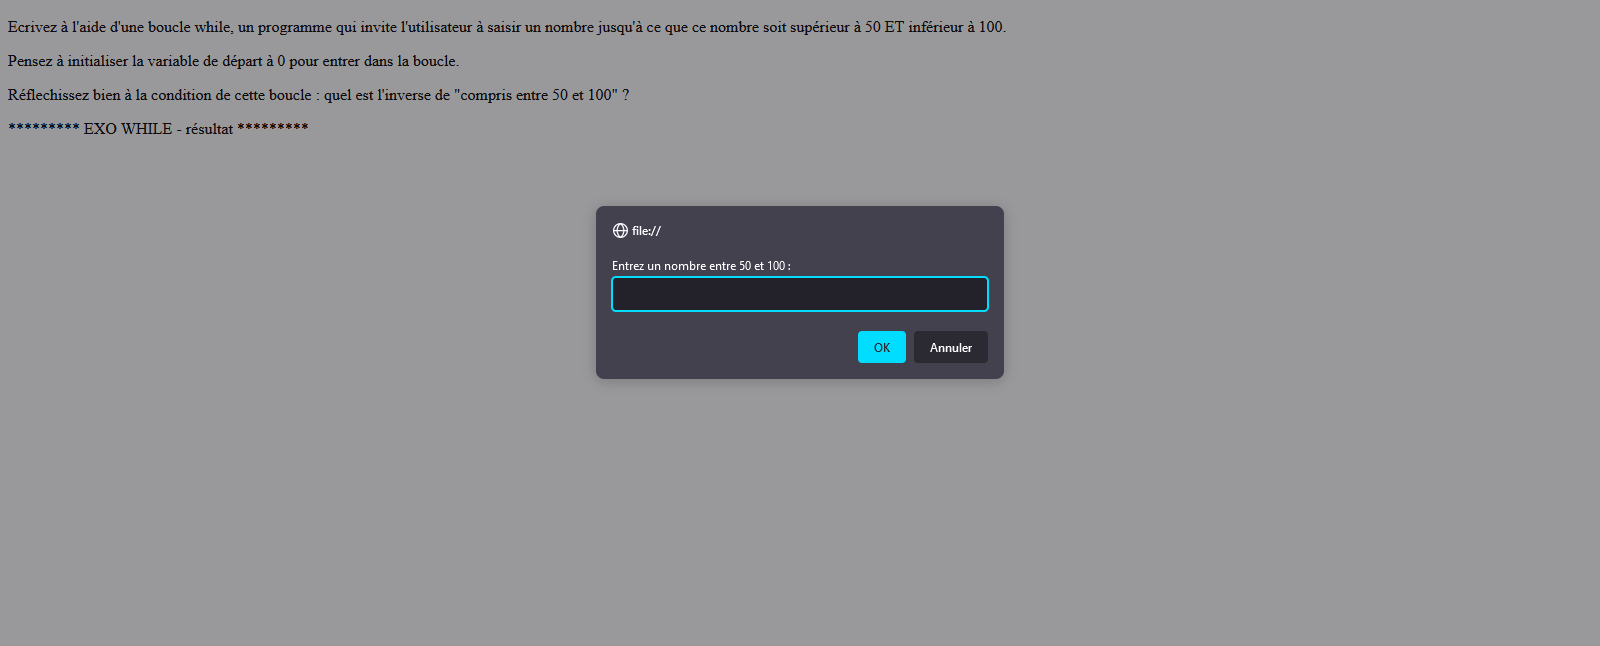 Ecrivez à l'aide d'une boucle while, un programme qui invite l'utilisateur à saisir un nombre jusqu'à ce que ce nombre soit supérieur à 50 ET inférieur à 100.
Pensez à initialiser la variable de départ à 0 pour entrer dans la boucle.
Réflechissez bien à la condition de cette boucle : quel est l'inverse de "compris entre 50 et 100" ?
********* EXO WHILE - résultat *********
file://
Entrez un nombre entre 50 et 100 :
OK
Annuler